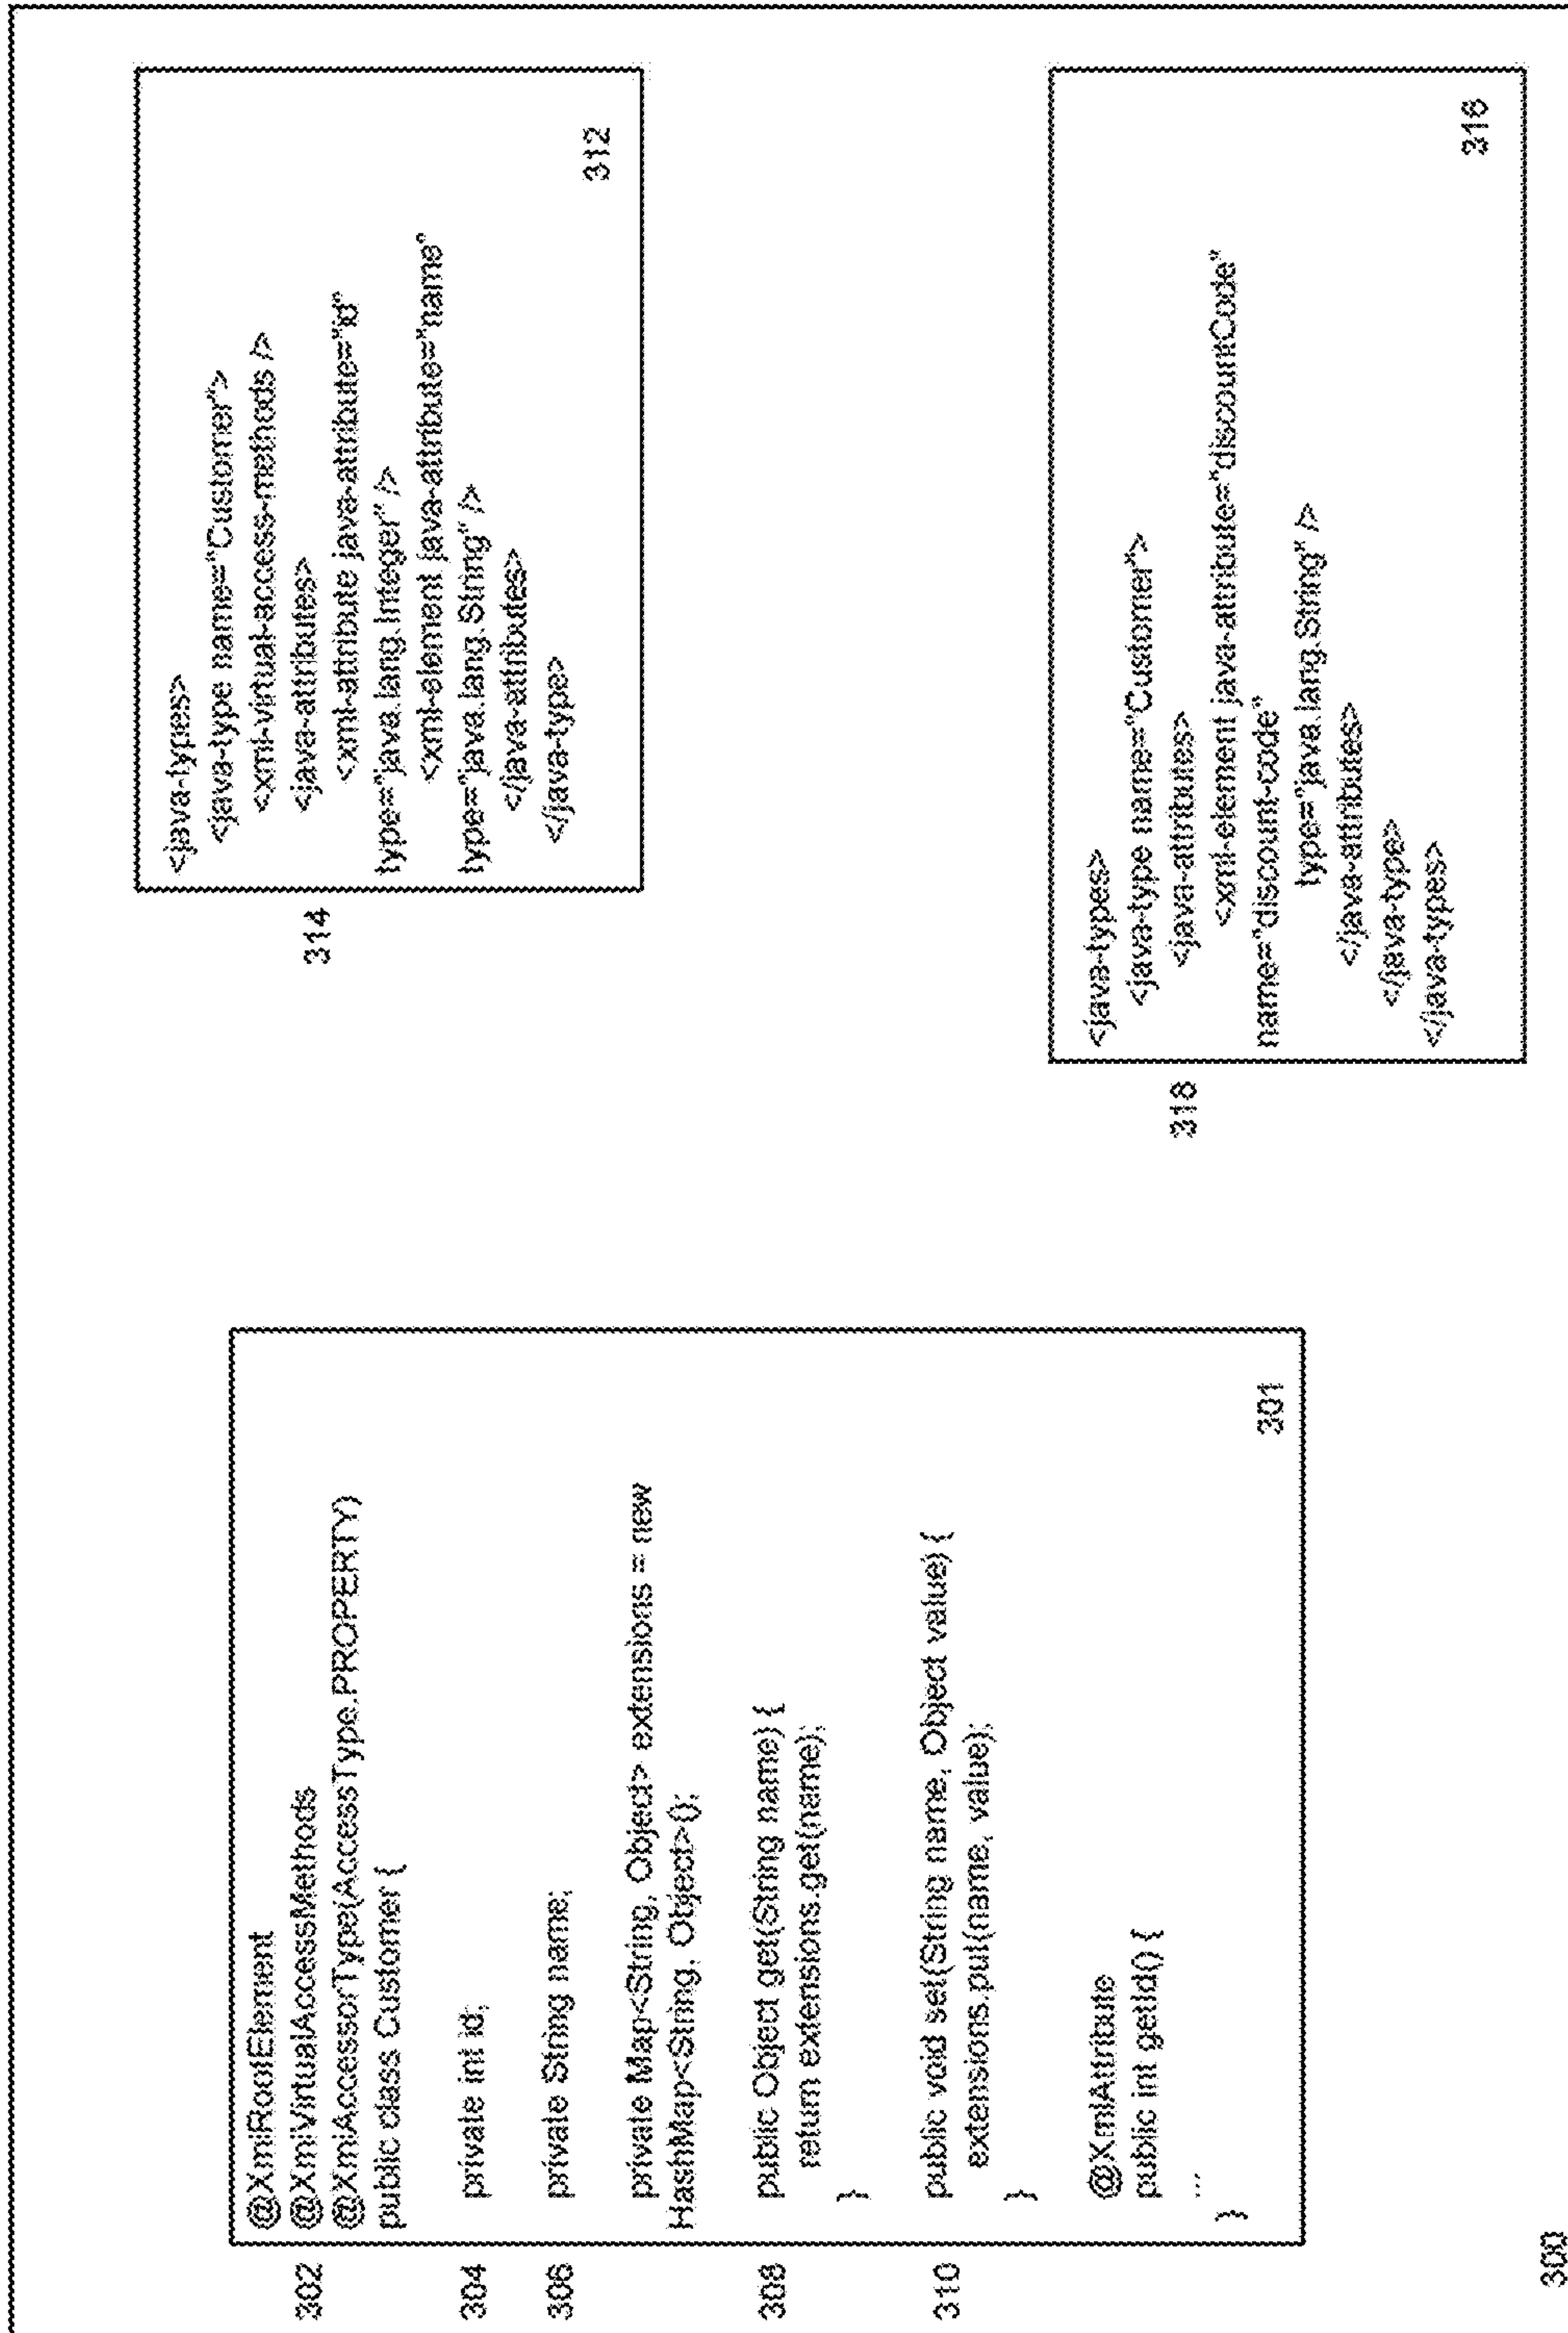 @XmlRootElement
302
@XmlVirtualAccessMethods
@XmlAccessorType(AccessType.PROPERTY)
public class Customer {
304
private int id;
306
private String name;
private Map<String, Object> extensions = new
HashMap<String, Object>();
308
public Object get(String name) {
return extensions.get(name);
}
310
public void set(String name, Object value) {
extensions.put(name, value);
}
@XmlAttribute
public int getId() {
...
}
301
<java-types>
<java-type name="Customer">
<xml-virtual-access-methods />
314
<java-attributes>
<xml-attribute java-attribute="id"
type="java.lang.Integer" />
<xml-element java-attribute="name"
type="java.lang.String" />
</java-attributes>
</java-type>
312
<java-types>
<java-type name="Customer">
318
<java-attributes>
<xml-element java-attribute="discountCode"
name="discount-code"
type="java.lang.String" />
</java-attributes>
</java-type>
</java-types>
316
300